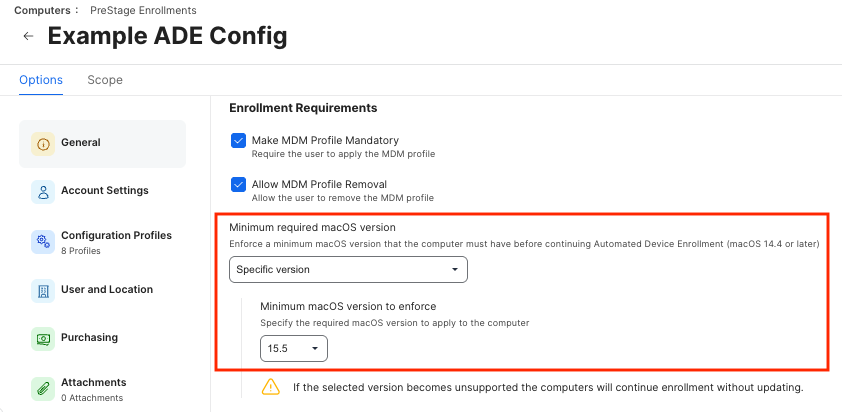 Computers : PreStage Enrollments
← Example ADE Config
Options Scope
General
Account Settings
Configuration Profiles
8 Profiles
User and Location
Purchasing
Attachments
0 Attachments
Enrollment Requirements
Make MDM Profile Mandatory
Require the user to apply the MDM profile
Allow MDM Profile Removal
Allow the user to remove the MDM profile
Minimum required macOS version
Enforce a minimum macOS version that the computer must have before continuing Automated Device Enrollment (macOS 14.4 or later)
Specific version
Minimum macOS version to enforce
Specify the required macOS version to apply to the computer
15.5
If the selected version becomes unsupported the computers will continue enrollment without updating.